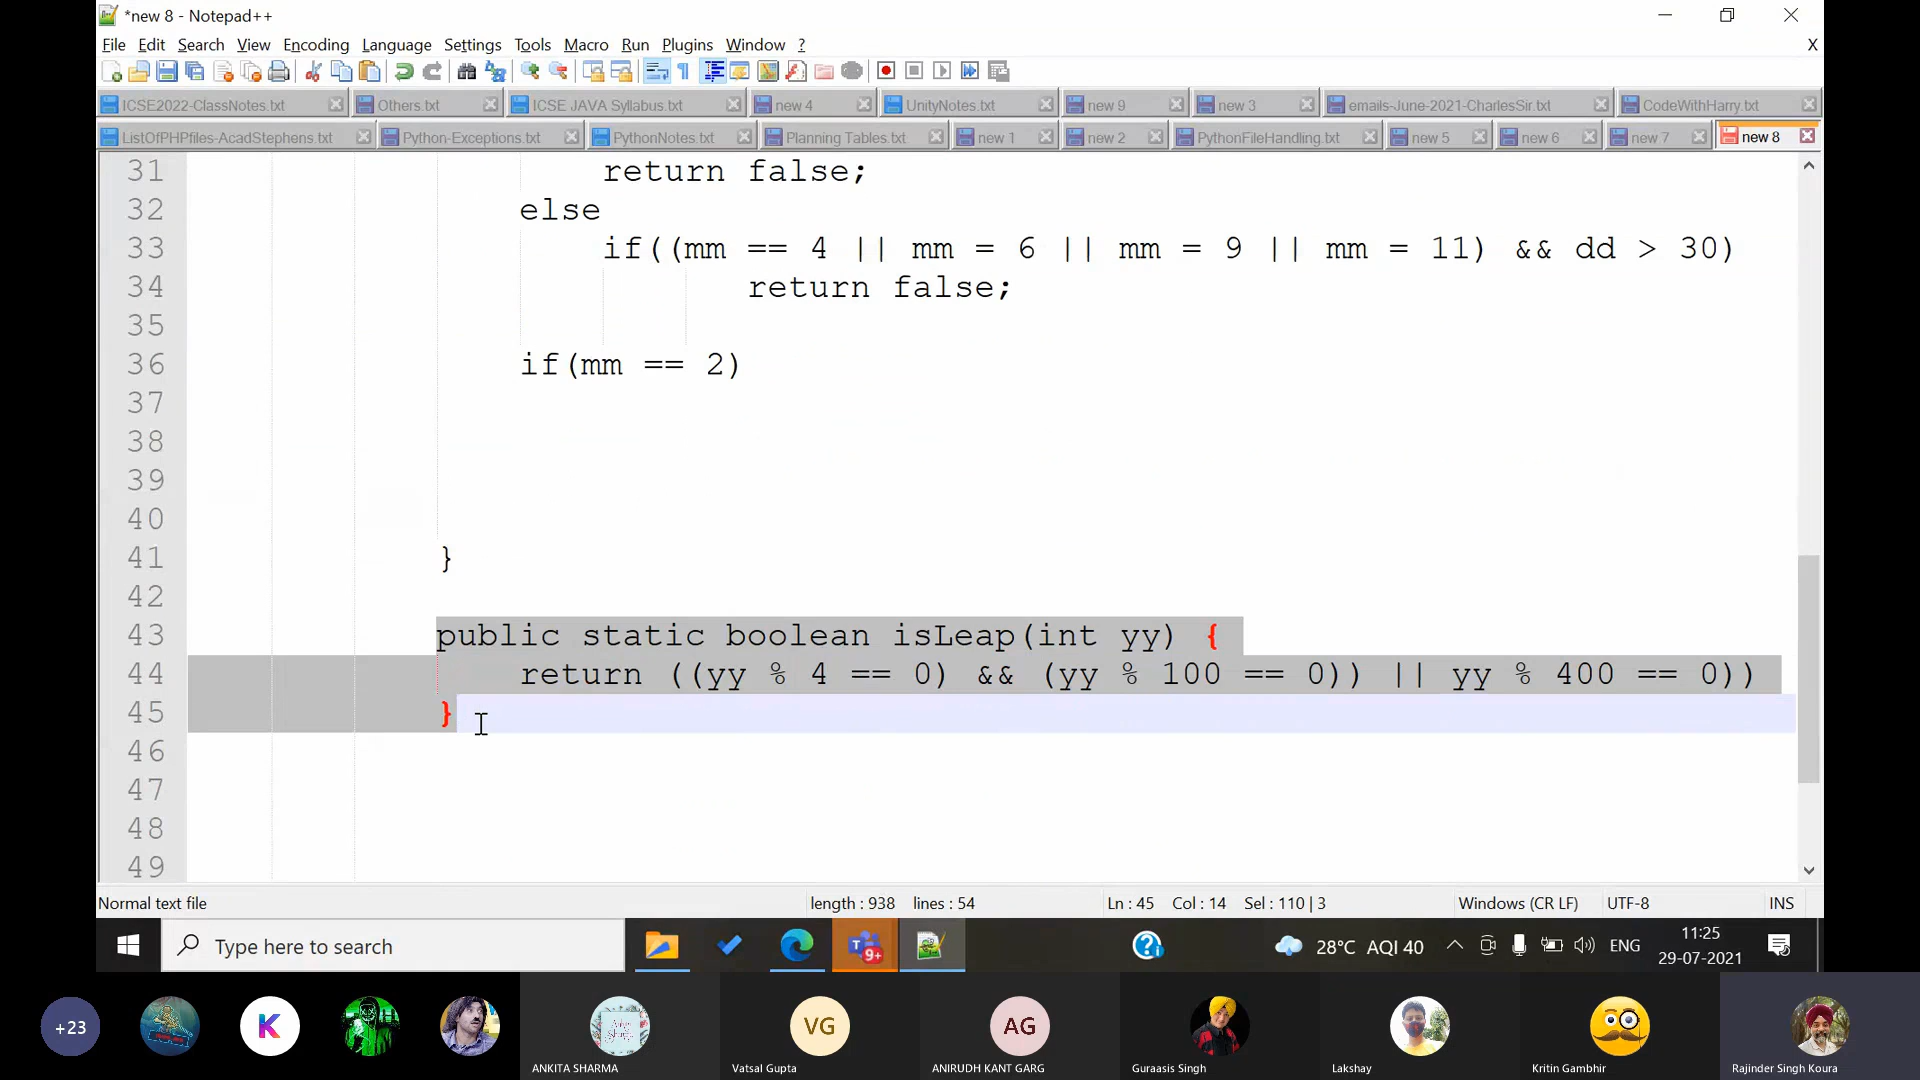 *new 8 - Notepad++
File Edit Search View Encoding Language Settings Tools Macro Run Plugins Window ? X
ICSE2022-ClassNotes.txt Others.txt ICSE JAVA Syllabus.txt new 4 UnityNotes.txt new 9 new 3 emails-June-2021-CharlesSir.txt CodeWithHarry.txt
ListOfPHPfiles-AcadStephens.txt Python-Exceptions.txt PythonNotes.txt Planning Tables.txt new 1 new 2 PythonFileHandling.txt new 5 new 6 new 7 new 8
31 return false;
32 else
33 if((mm == 4 || mm = 6 || mm = 9 || mm = 11) && dd > 30)
34 return false;
35
36 if(mm == 2)
37
38
39
40
41 }
42
43 public static boolean isLeap(int yy) {
44 return ((yy % 4 == 0) && (yy % 100 == 0)) || yy % 400 == 0))
45 }
46
47
48
49
Normal text file length : 938 lines : 54 Ln : 45 Col : 14 Sel : 110 | 3 Windows (CR LF) UTF-8 INS
Type here to search 9+ 28°C AQI 40 ENG 11:25
29-07-2021
+23 K VG AG
ANKITA SHARMA Vatsal Gupta ANIRUDH KANT GARG Guraasis Singh Lakshay Kritin Gambhir Rajinder Singh Koura